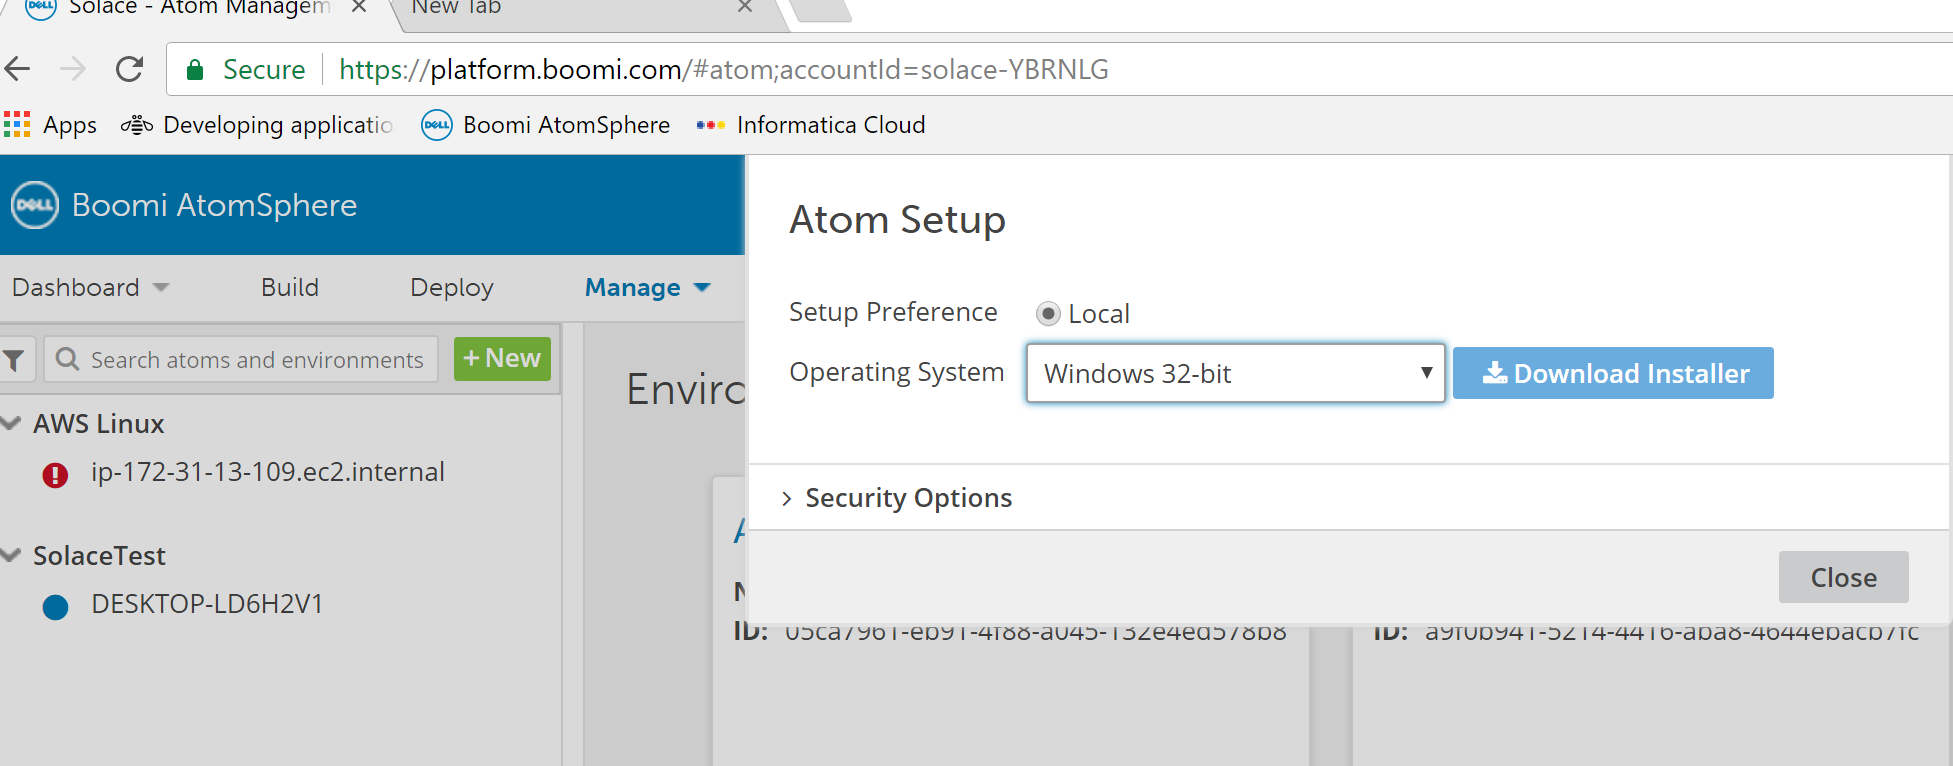 DELL Solace - Atom Managem
New Tab
Secure https://platform.boomi.com/#atom;accountId=solace-YBRNLG
Apps Developing applicatio DELL Boomi AtomSphere Informatica Cloud
DELL Boomi AtomSphere
Dashboard Build Deploy Manage
Search atoms and environments + New
AWS Linux
ip-172-31-13-109.ec2.internal
SolaceTest
DESKTOP-LD6H2V1
Enviro
Atom Setup
Setup Preference Local
Operating System Windows 32-bit Download Installer
Security Options
Close
A
N
ID: 05ca7961-eb91-4f88-a045-132e4ed578b8
ID: a9f0b941-5214-4416-aba8-4644ebacb7fc